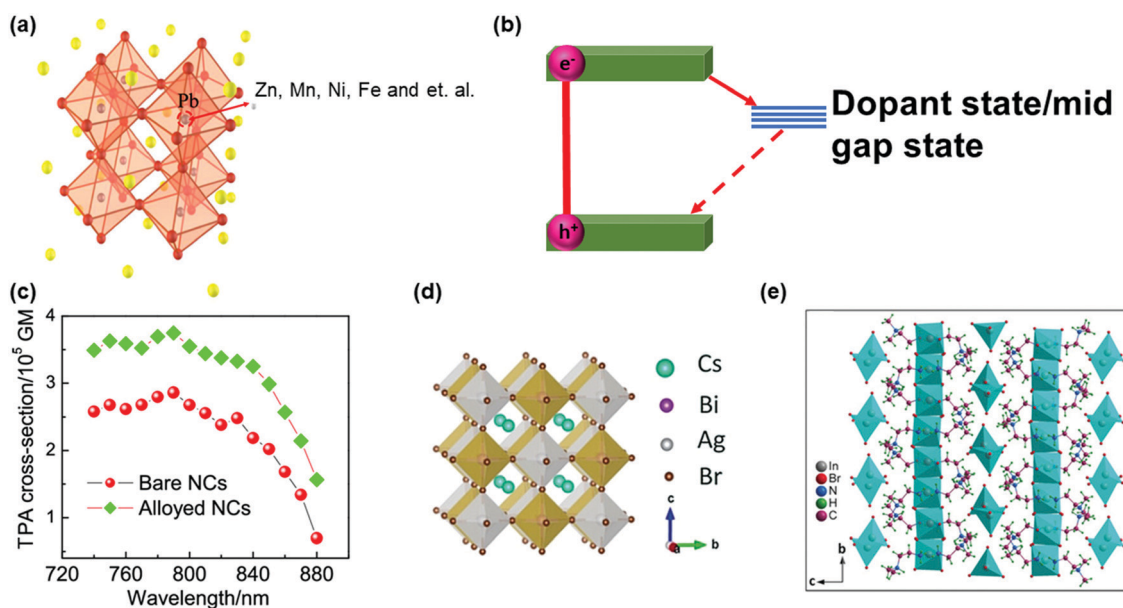 (a)
Pb
Zn, Mn, Ni, Fe and et. al.
(b)
e-
h+
Dopant state/mid
gap state
(c)
TPA cross-section/10⁵ GM
4
3
2
1
Bare NCs
Alloyed NCs
720 760 800 840 880
Wavelength/nm
(d)
Cs
Bi
Ag
Br
c
a
b
(e)
In
Br
N
H
C
b
c